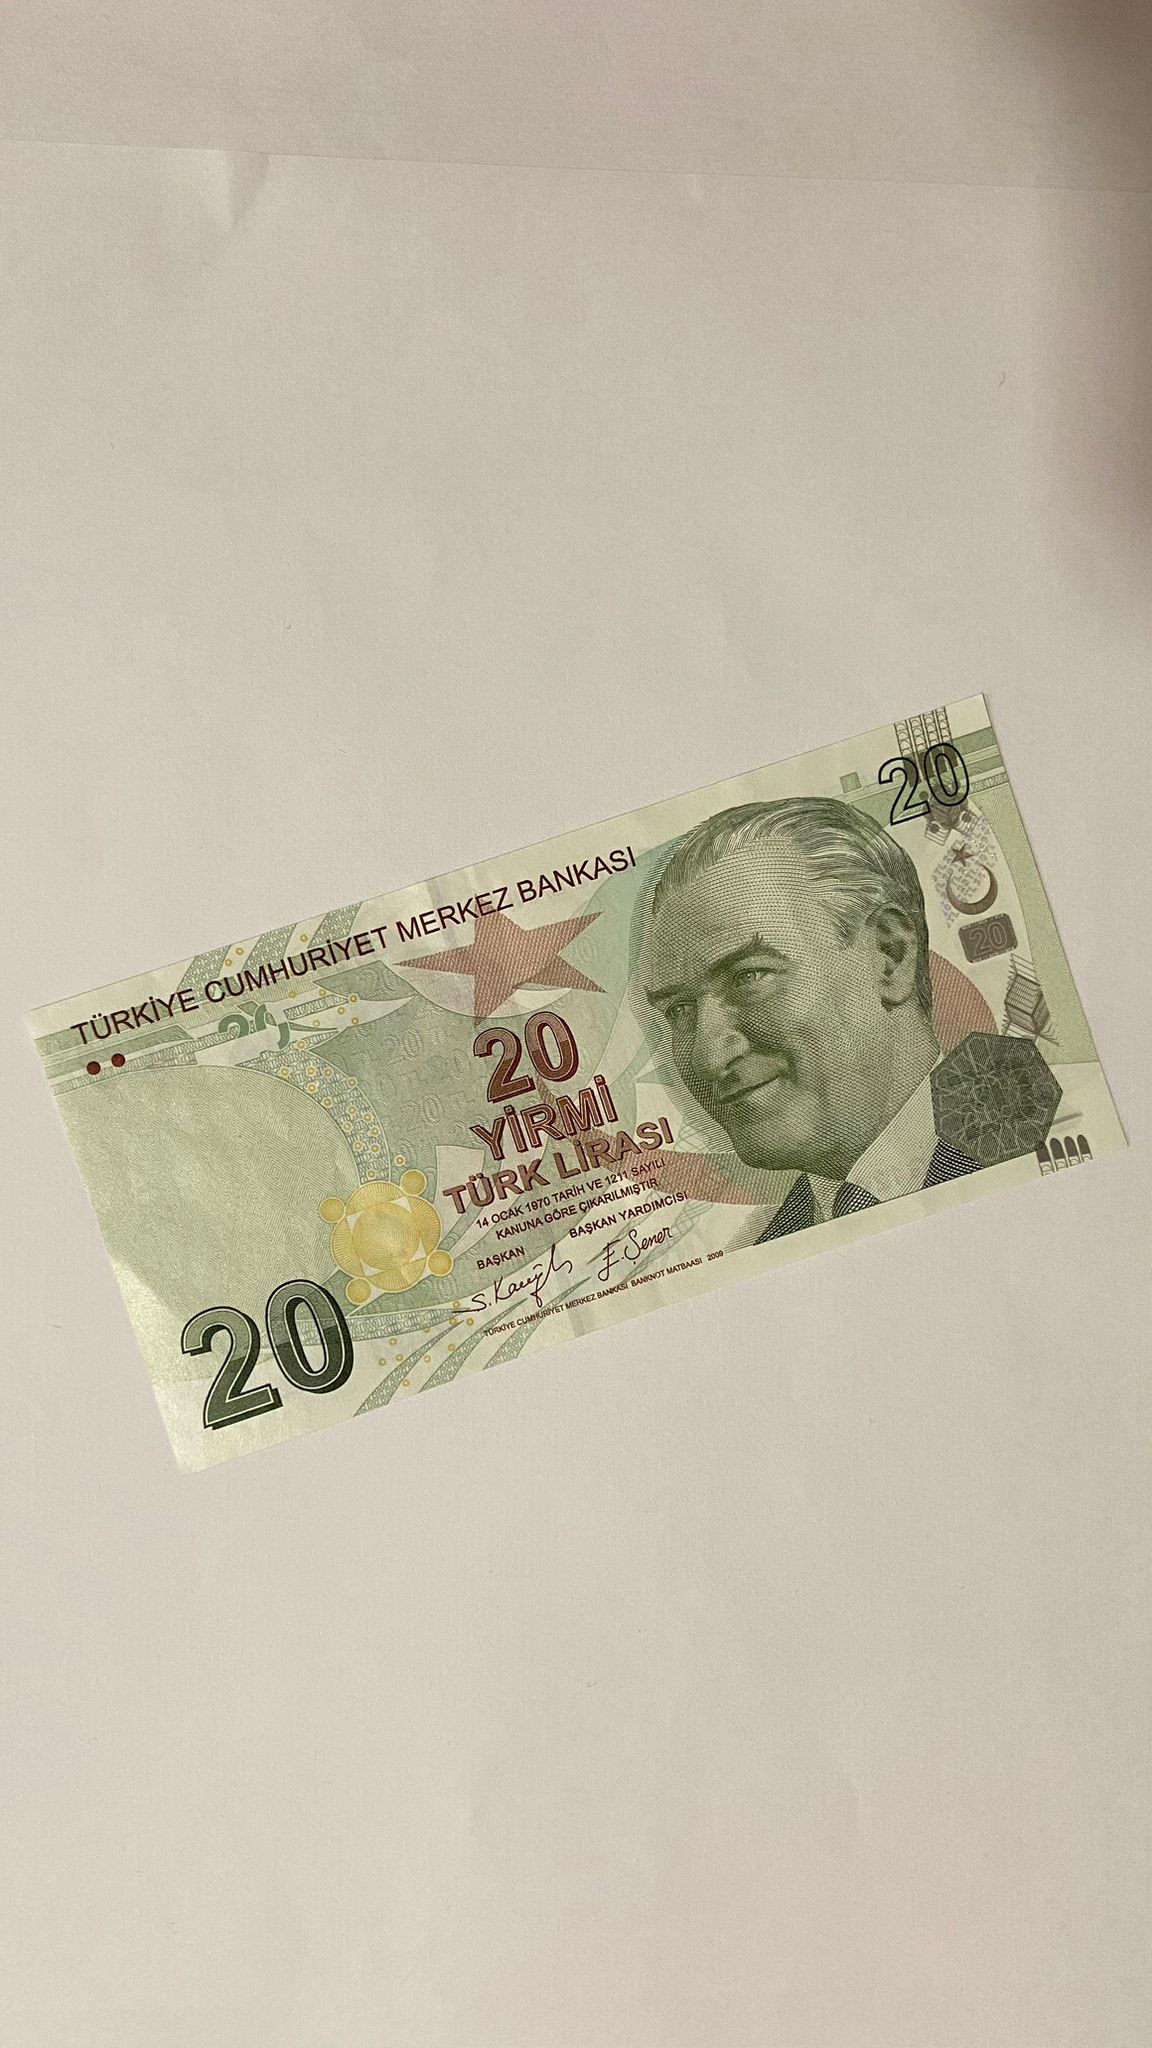 TÜRKİYE CUMHURİYET MERKEZ BANKASI
20
20
20
20
YİRMİ
TÜRK LİRASI
14 OCAK 1970 TARİH VE 1211 SAYILI
KANUNA GÖRE ÇIKARILMIŞTIR
BAŞKAN BAŞKAN YARDIMCISI
E. Şener
TÜRKİYE CUMHURİYET MERKEZ BANKASI BANKNOT MATBAASI 2009
20